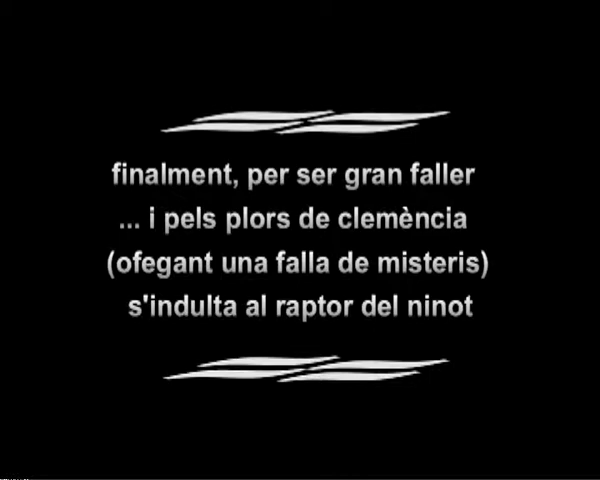 finalment, per ser gran faller
... i pels plors de clemència
(ofegant una falla de misteris)
s'indulta al raptor del ninot